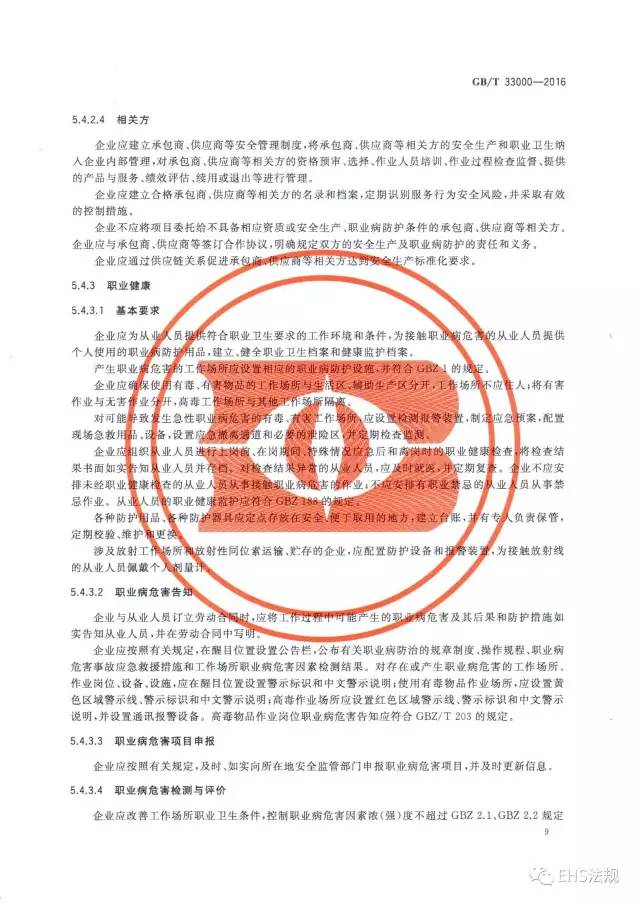 GB/T 33000—2016
5.4.2.4 相关方
企业应建立承包商、供应商等安全管理制度,将承包商、供应商等相关方的安全生产和职业卫生纳
入企业内部管理,对承包商、供应商等相关方的资格预审、选择、作业人员培训、作业过程检查监督、提供
的产品与服务、绩效评估、续用或退出等进行管理。
企业应建立合格承包商、供应商等相关方的名录和档案,定期识别服务行为安全风险,并采取有效
的控制措施。
企业不应将项目委托给不具备相应资质或安全生产、职业病防护条件的承包商、供应商等相关方。
企业应与承包商、供应商等签订合作协议,明确规定双方的安全生产及职业病防护的责任和义务。
企业应通过供应链关系促进承包商、供应商等相关方达到安全生产标准化要求。
5.4.3 职业健康
5.4.3.1 基本要求
企业应为从业人员提供符合职业卫生要求的工作环境和条件,为接触职业病危害的从业人员提供
个人使用的职业病防护用品,建立、健全职业卫生档案和健康监护档案。
产生职业病危害的工作场所应设置相应的职业病防护设施,并符合 GBZ 1 的规定。
企业应确保使用有毒、有害物品的工作场所与生活区、辅助生产区分开,工作场所不应住人;将有害
作业与无害作业分开,高毒工作场所与其他工作场所隔离。
对可能导致发生急性职业病危害的有毒、有害工作场所,应设置检测报警装置,制定应急预案,配置
现场急救用品、设备,设置应急撤离通道和必要的泄险区,并定期检查监测。
企业应组织从业人员进行上岗前、在岗期间、特殊情况应急后和离岗时的职业健康检查,将检查结
果书面如实告知从业人员并存档。对检查结果异常的从业人员,应及时就医,并定期复查。企业不应安
排未经职业健康检查的从业人员从事接触职业病危害的作业;不应安排有职业禁忌的从业人员从事禁
忌作业。从业人员的职业健康监护应符合 GBZ 188 的规定。
各种防护用品、各种防护器具应定点存放在安全、便于取用的地方,建立台账,并有专人负责保管,
定期校验、维护和更换。
涉及放射工作场所和放射性同位素运输、贮存的企业,应配置防护设备和报警装置,为接触放射线
的从业人员佩戴个人剂量计。
5.4.3.2 职业病危害告知
企业与从业人员订立劳动合同时,应将工作过程中可能产生的职业病危害及其后果和防护措施如
实告知从业人员,并在劳动合同中写明。
企业应按照有关规定,在醒目位置设置公告栏,公布有关职业病防治的规章制度、操作规程、职业病
危害事故应急救援措施和工作场所职业病危害因素检测结果。对存在或产生职业病危害的工作场所、
作业岗位、设备、设施,应在醒目位置设置警示标识和中文警示说明;使用有毒物品作业场所,应设置黄
色区域警示线、警示标识和中文警示说明;高毒作业场所应设置红色区域警示线、警示标识和中文警示
说明,并设置通讯报警设备。高毒物品作业岗位职业病危害告知应符合 GBZ/T 203 的规定。
5.4.3.3 职业病危害项目申报
企业应按照有关规定,及时、如实向所在地安全监管部门申报职业病危害项目,并及时更新信息。
5.4.3.4 职业病危害检测与评价
企业应改善工作场所职业卫生条件,控制职业病危害因素浓(强)度不超过 GBZ 2.1、GBZ 2.2 规定
9
EHS法规